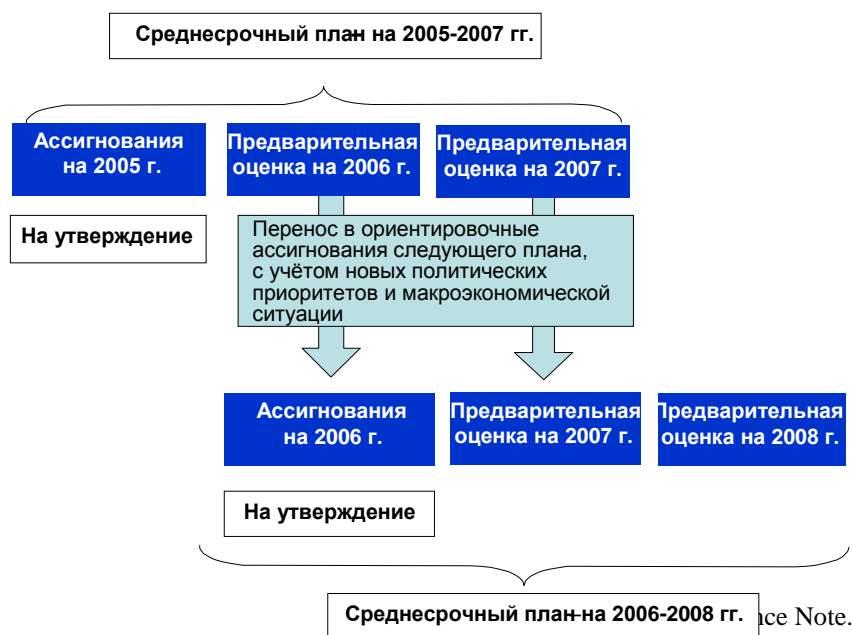 Среднесрочный план на 2005-2007 гг.
Ассигнования
на 2005 г.
Предварительная
оценка на 2006 г.
Предварительная
оценка на 2007 г.
На утверждение
Перенос в ориентировочные
ассигнования следующего плана,
с учётом новых политических
приоритетов и макроэкономической
ситуации
Ассигнования
на 2006 г.
Предварительная
оценка на 2007 г.
Предварительная
оценка на 2008 г.
На утверждение
Среднесрочный план на 2006-2008 гг.
Note.